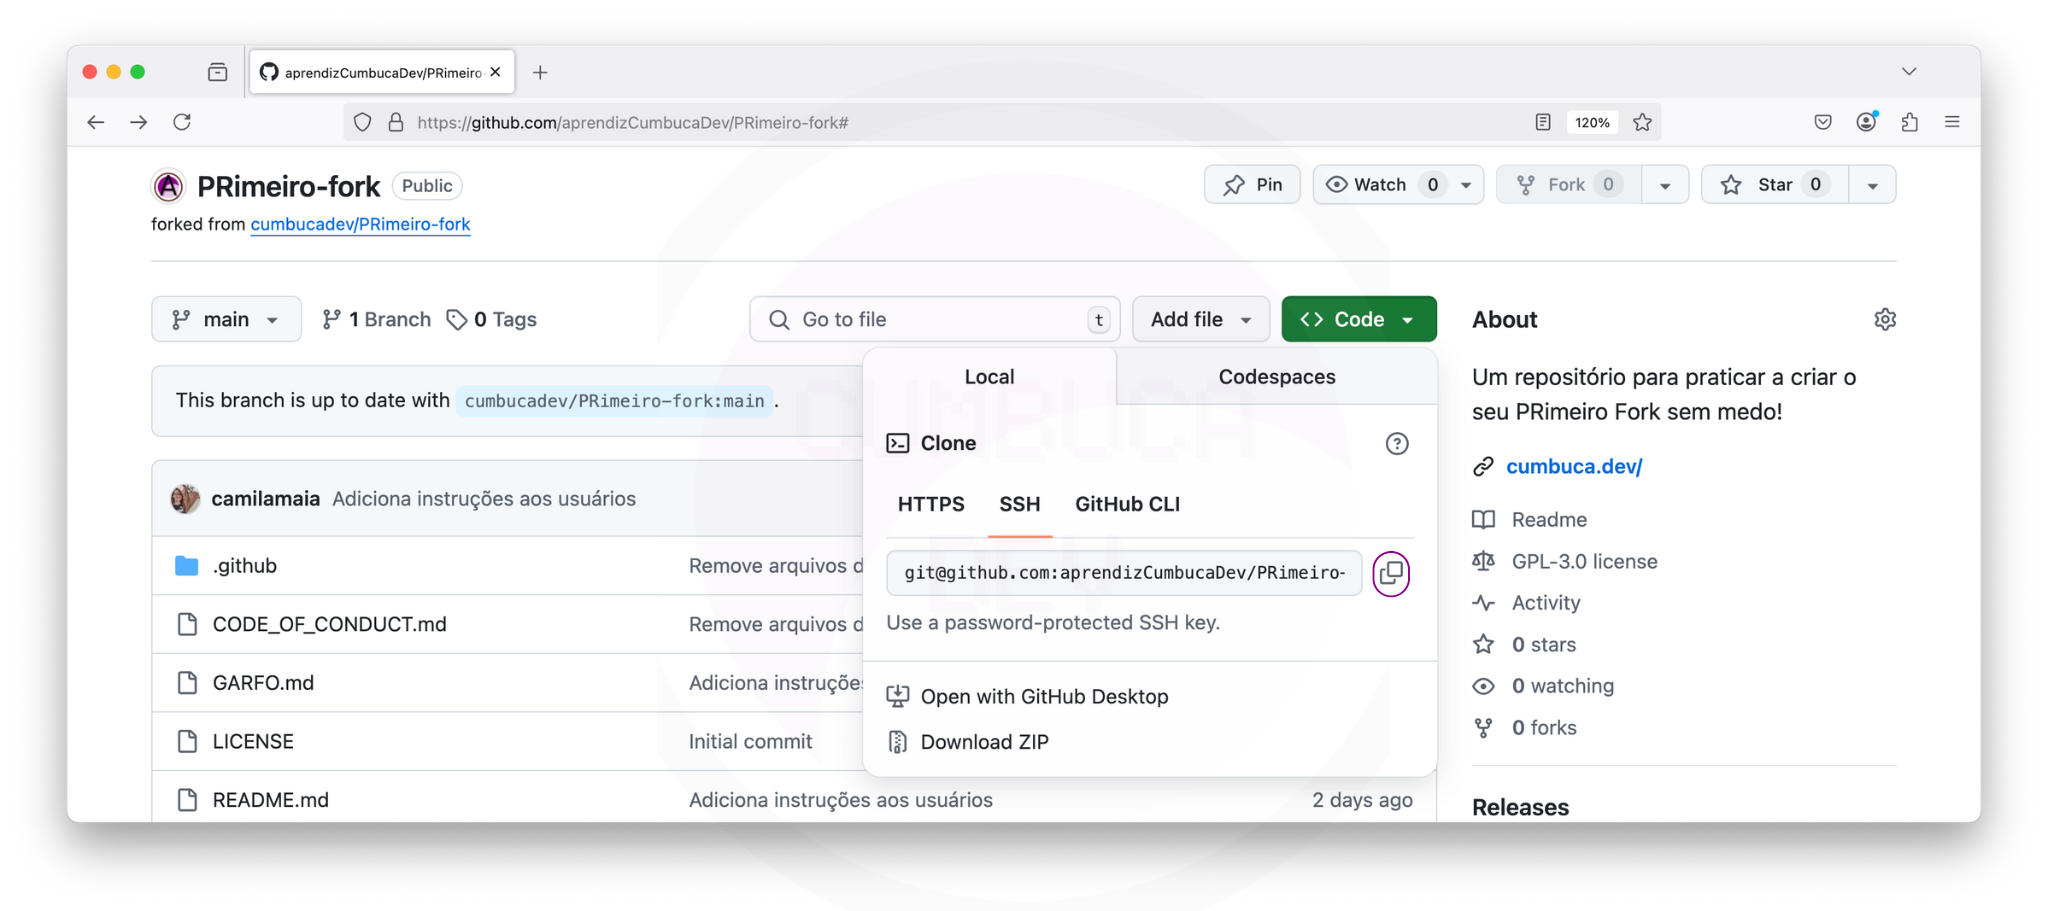 aprendizCumbucaDev/PRimeiro
https://github.com/aprendizCumbucaDev/PRimeiro-fork#
120%
PRimeiro-fork Public
Pin
Watch 0
Fork 0
Star 0
forked from cumbucadev/PRimeiro-fork
main
1 Branch
0 Tags
Go to file
t
Add file
Code
This branch is up to date with cumbucadev/PRimeiro-fork:main .
camilamaia Adiciona instruções aos usuários
.github Remove arquivos d
CODE_OF_CONDUCT.md Remove arquivos d
GARFO.md Adiciona instruções
LICENSE Initial commit
README.md Adiciona instruções aos usuários 2 days ago
Local
Codespaces
Clone
HTTPS SSH GitHub CLI
git@github.com:aprendizCumbucaDev/PRimeiro-
Use a password-protected SSH key.
Open with GitHub Desktop
Download ZIP
About
Um repositório para praticar a criar o
seu PRimeiro Fork sem medo!
cumbuca.dev/
Readme
GPL-3.0 license
Activity
0 stars
0 watching
0 forks
Releases
CUMBUCA
DEV